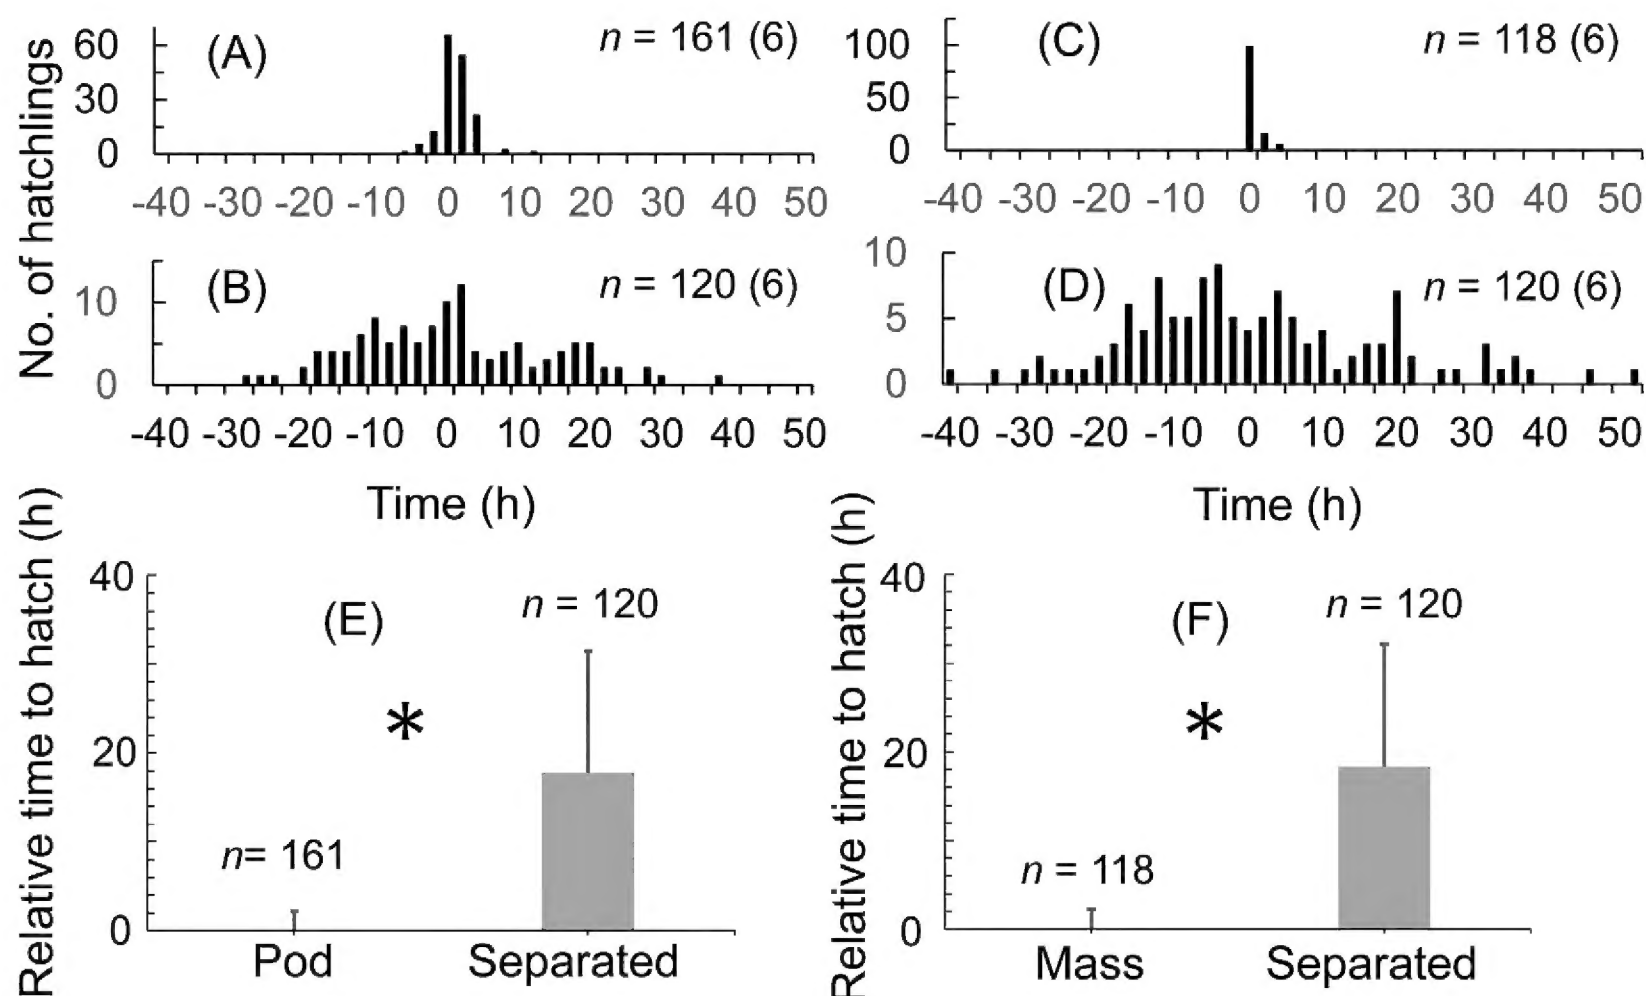 No. of hatchlings
(A)
n = 161 (6)
60
30
0
-40 -30 -20 -10 0 10 20 30 40 50
(C)
n = 118 (6)
100
50
0
-40 -30 -20 -10 0 10 20 30 40 50
(B)
n = 120 (6)
10
0
-40 -30 -20 -10 0 10 20 30 40 50
Time (h)
(D)
n = 120 (6)
10
5
0
-40 -30 -20 -10 0 10 20 30 40 50
Time (h)
Relative time to hatch (h)
40
20
0
(E)
n = 120
*
n= 161
Pod Separated
Relative time to hatch (h)
40
20
0
(F)
n = 120
*
n = 118
Mass Separated